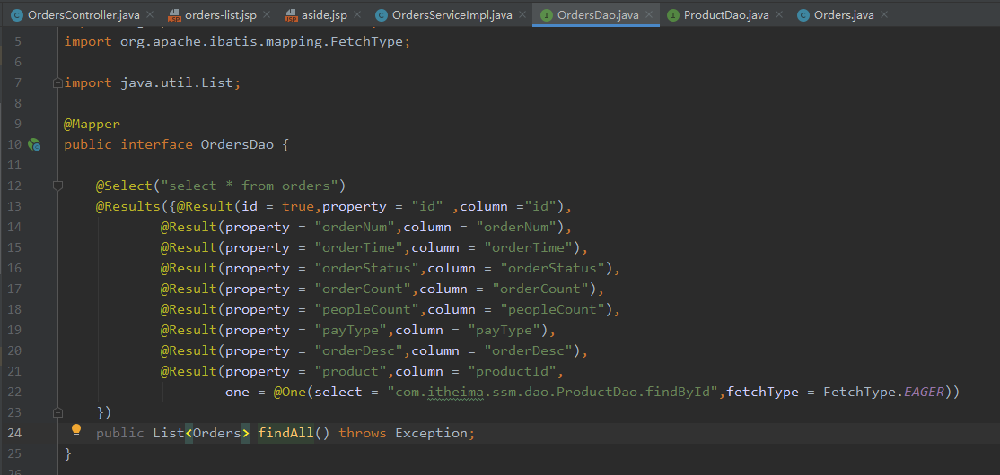 OrdersController.java orders-list.jsp aside.jsp OrdersServiceImpl.java OrdersDao.java ProductDao.java Orders.java
5 import org.apache.ibatis.mapping.FetchType;
6
7 import java.util.List;
8
9 @Mapper
10 public interface OrdersDao {
11
12 @Select("select * from orders")
13 @Results({@Result(id = true,property = "id" ,column ="id"),
14 @Result(property = "orderNum",column = "orderNum"),
15 @Result(property = "orderTime",column = "orderTime"),
16 @Result(property = "orderStatus",column = "orderStatus"),
17 @Result(property = "orderCount",column = "orderCount"),
18 @Result(property = "peopleCount",column = "peopleCount"),
19 @Result(property = "payType",column = "payType"),
20 @Result(property = "orderDesc",column = "orderDesc"),
21 @Result(property = "product",column = "productId",
22 one = @One(select = "com.itheima.ssm.dao.ProductDao.findById",fetchType = FetchType.EAGER))
23 })
24 public List<Orders> findAll() throws Exception;
25 }